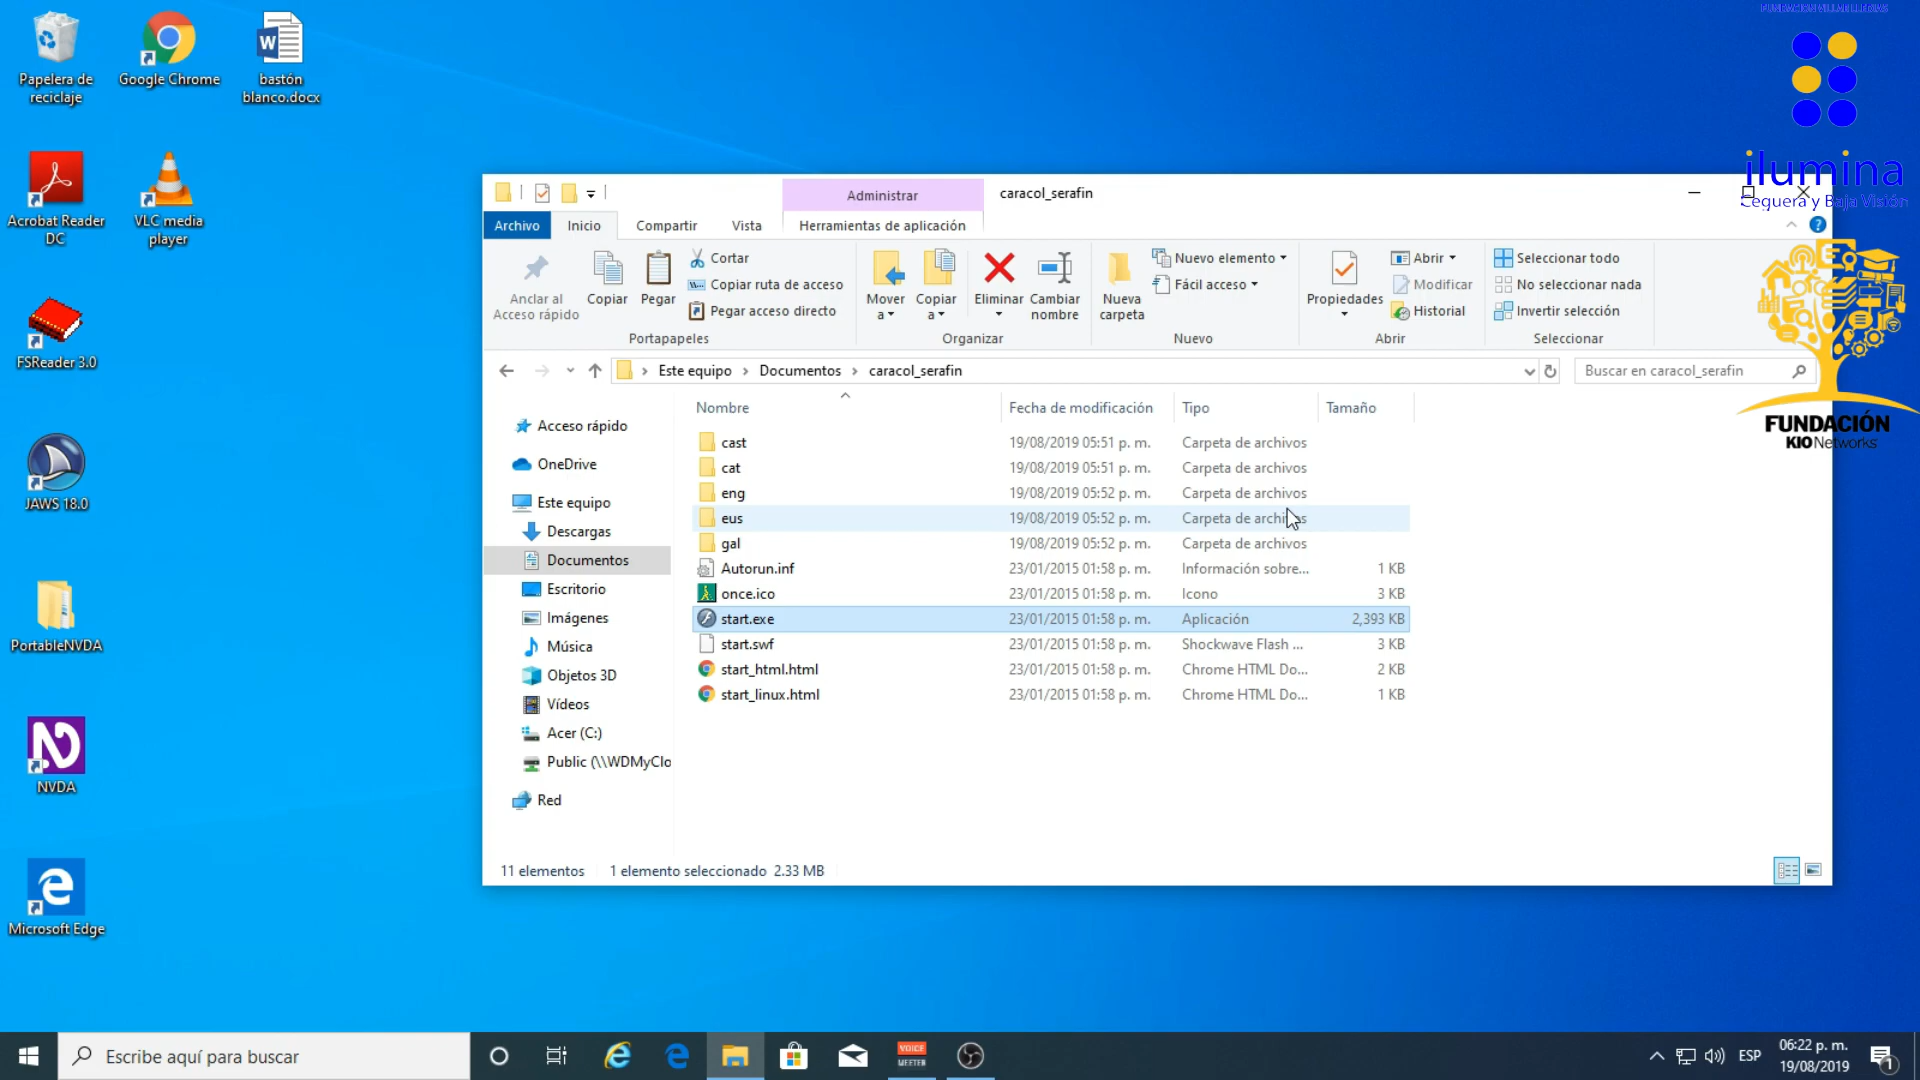 Papelera de
reciclaje
Google Chrome
bastón
blanco.docx
Acrobat Reader
DC
VLC media
player
FSReader 3.0
JAWS 18.0
PortableNVDA
NVDA
Microsoft Edge
ilumina
Ceguera y Baja Visión
FUNDACIÓN
KIO Networks
Administrar
caracol_serafin
Archivo
Inicio
Compartir
Vista
Herramientas de aplicación
Anclar al
Acceso rápido
Copiar
Pegar
Cortar
Copiar ruta de acceso
Pegar acceso directo
Portapapeles
Mover
a
Copiar
a
Eliminar
Cambiar
nombre
Organizar
Nueva
carpeta
Nuevo elemento
Fácil acceso
Nuevo
Propiedades
Abrir
Modificar
Historial
Abrir
Seleccionar todo
No seleccionar nada
Invertir selección
Seleccionar
Este equipo › Documentos › caracol_serafin
Buscar en caracol_serafin
Acceso rápido
OneDrive
Este equipo
Descargas
Documentos
Escritorio
Imágenes
Música
Objetos 3D
Vídeos
Acer (C:)
Public (\\WDMyClo
Red
Nombre Fecha de modificación Tipo Tamaño
cast 19/08/2019 05:51 p. m. Carpeta de archivos
cat 19/08/2019 05:51 p. m. Carpeta de archivos
eng 19/08/2019 05:52 p. m. Carpeta de archivos
eus 19/08/2019 05:52 p. m. Carpeta de archivos
gal 19/08/2019 05:52 p. m. Carpeta de archivos
Autorun.inf 23/01/2015 01:58 p. m. Información sobre... 1 KB
once.ico 23/01/2015 01:58 p. m. Icono 3 KB
start.exe 23/01/2015 01:58 p. m. Aplicación 2,393 KB
start.swf 23/01/2015 01:58 p. m. Shockwave Flash ... 3 KB
start_html.html 23/01/2015 01:58 p. m. Chrome HTML Do... 2 KB
start_linux.html 23/01/2015 01:58 p. m. Chrome HTML Do... 1 KB
11 elementos 1 elemento seleccionado 2.33 MB
Escribe aquí para buscar
VOICE
MEETER
ESP
06:22 p. m.
19/08/2019
1